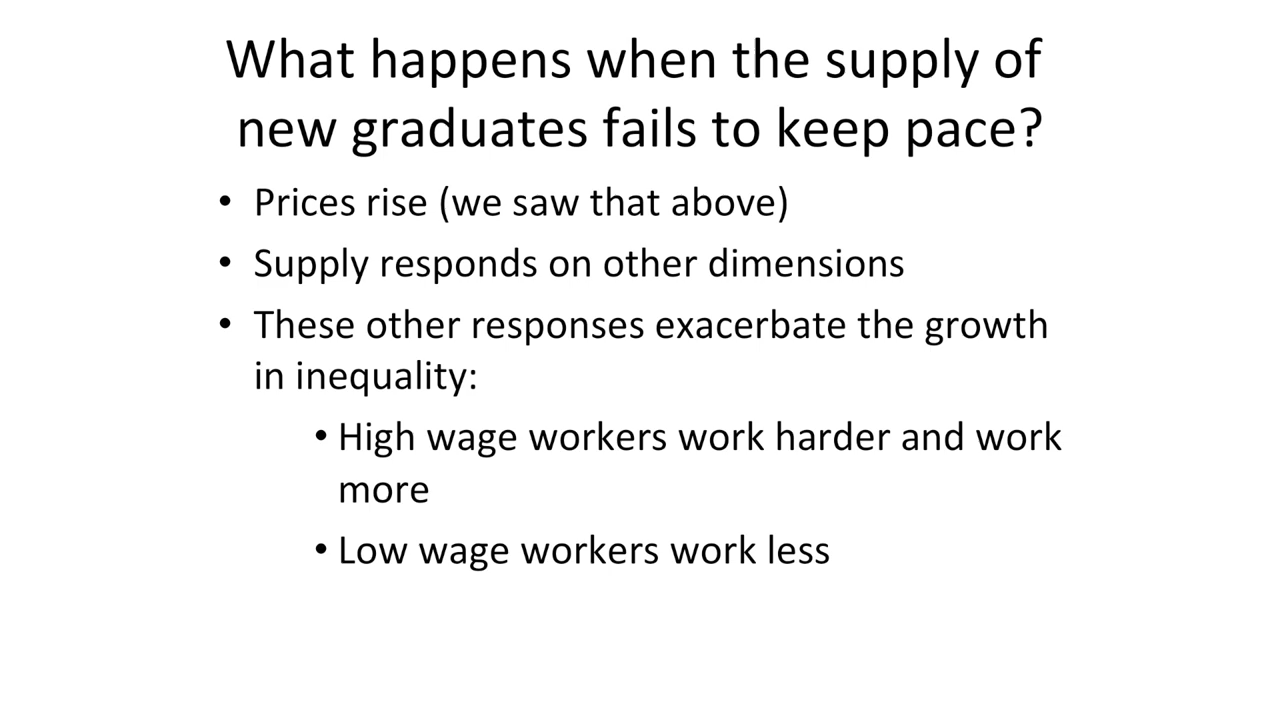 What happens when the supply of
new graduates fails to keep pace?
• Prices rise (we saw that above)
• Supply responds on other dimensions
• These other responses exacerbate the growth
in inequality:
• High wage workers work harder and work
more
• Low wage workers work less